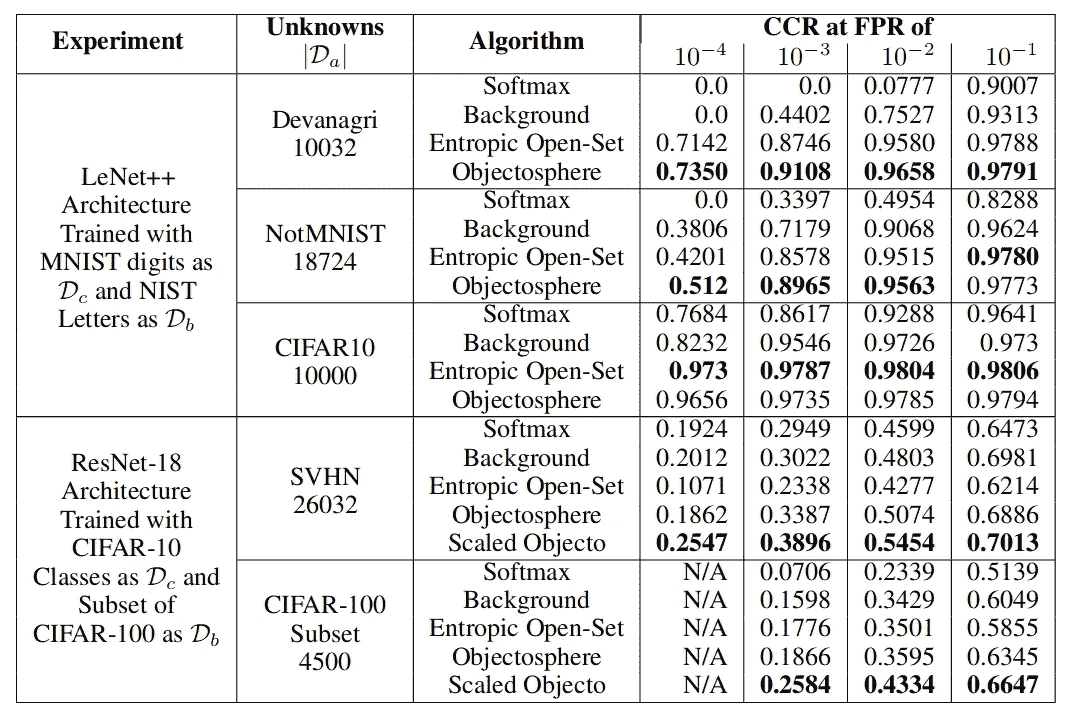 Experiment Unknowns |𝒟ₐ| Algorithm CCR at FPR of
10⁻⁴ 10⁻³ 10⁻² 10⁻¹
LeNet++
Architecture
Trained with
MNIST digits as
𝒟c and NIST
Letters as 𝒟b
Devanagri
10032
Softmax 0.0 0.0 0.0777 0.9007
Background 0.0 0.4402 0.7527 0.9313
Entropic Open-Set 0.7142 0.8746 0.9580 0.9788
Objectosphere 0.7350 0.9108 0.9658 0.9791
NotMNIST
18724
Softmax 0.0 0.3397 0.4954 0.8288
Background 0.3806 0.7179 0.9068 0.9624
Entropic Open-Set 0.4201 0.8578 0.9515 0.9780
Objectosphere 0.512 0.8965 0.9563 0.9773
CIFAR10
10000
Softmax 0.7684 0.8617 0.9288 0.9641
Background 0.8232 0.9546 0.9726 0.973
Entropic Open-Set 0.973 0.9787 0.9804 0.9806
Objectosphere 0.9656 0.9735 0.9785 0.9794
ResNet-18
Architecture
Trained with
CIFAR-10
Classes as 𝒟c and
Subset of
CIFAR-100 as 𝒟b
SVHN
26032
Softmax 0.1924 0.2949 0.4599 0.6473
Background 0.2012 0.3022 0.4803 0.6981
Entropic Open-Set 0.1071 0.2338 0.4277 0.6214
Objectosphere 0.1862 0.3387 0.5074 0.6886
Scaled Objecto 0.2547 0.3896 0.5454 0.7013
CIFAR-100
Subset
4500
Softmax N/A 0.0706 0.2339 0.5139
Background N/A 0.1598 0.3429 0.6049
Entropic Open-Set N/A 0.1776 0.3501 0.5855
Objectosphere N/A 0.1866 0.3595 0.6345
Scaled Objecto N/A 0.2584 0.4334 0.6647